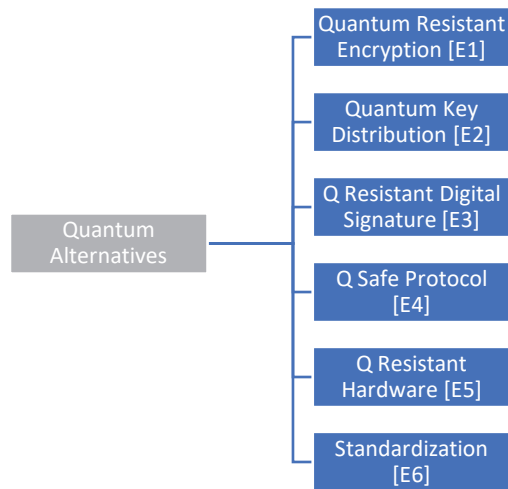 Quantum Resistant
Encryption [E1]
Quantum Key
Distribution [E2]
Q Resistant Digital
Signature [E3]
Quantum
Alternatives
Q Safe Protocol
[E4]
Q Resistant
Hardware [E5]
Standardization
[E6]